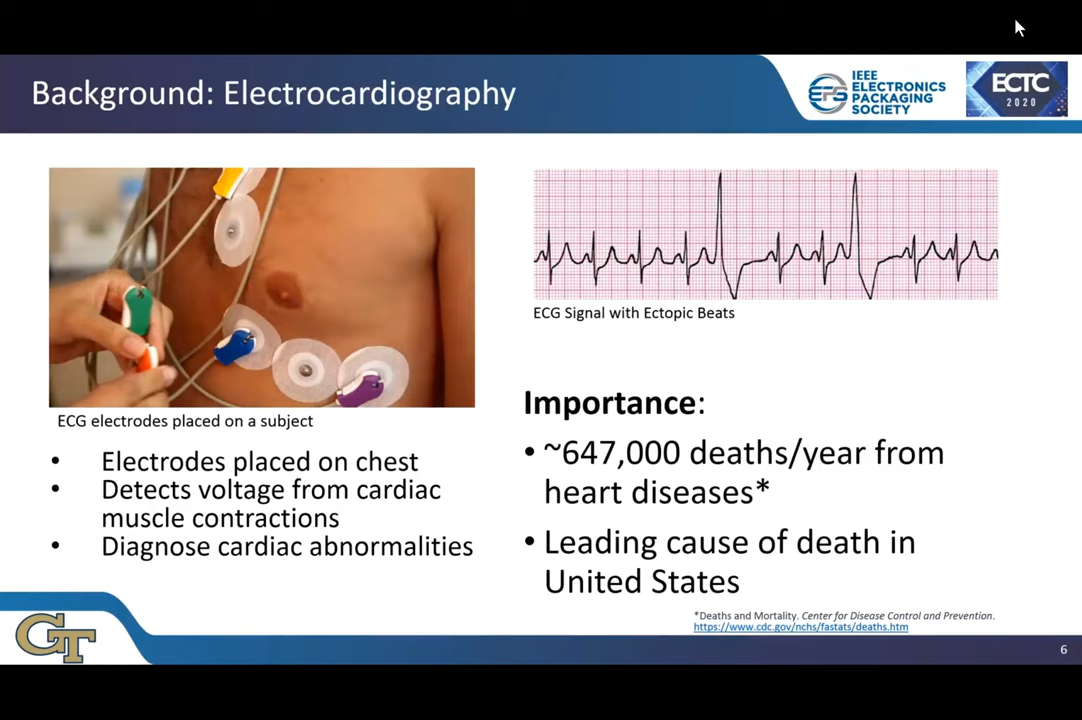 Background: Electrocardiography
EPS
IEEE
ELECTRONICS
PACKAGING
SOCIETY
ECTC
2020
ECG electrodes placed on a subject
• Electrodes placed on chest
• Detects voltage from cardiac
muscle contractions
• Diagnose cardiac abnormalities
ECG Signal with Ectopic Beats
Importance:
• ~647,000 deaths/year from
heart diseases*
• Leading cause of death in
United States
*Deaths and Mortality. Center for Disease Control and Prevention.
https://www.cdc.gov/nchs/fastats/deaths.htm
GT
6